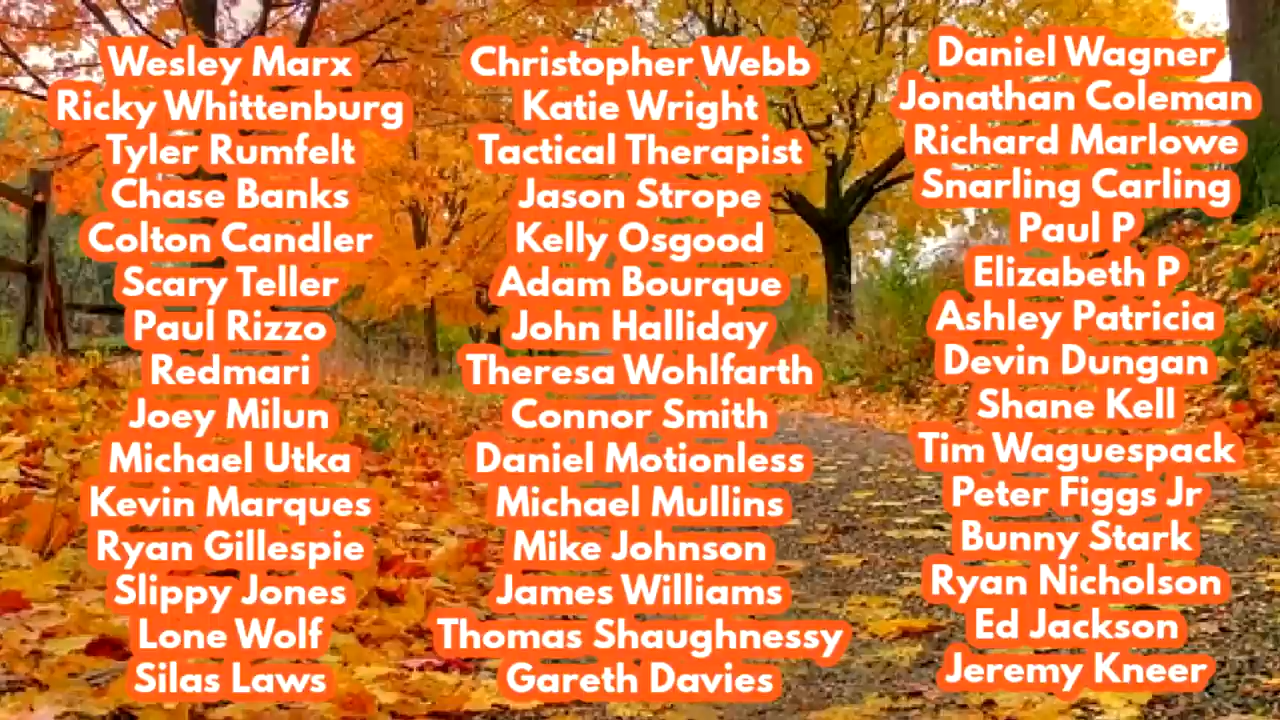 Wesley Marx
Ricky Whittenburg
Tyler Rumfelt
Chase Banks
Colton Candler
Scary Teller
Paul Rizzo
Redmari
Joey Milun
Michael Utka
Kevin Marques
Ryan Gillespie
Slippy Jones
Lone Wolf
Silas Laws
Christopher Webb
Katie Wright
Tactical Therapist
Jason Strope
Kelly Osgood
Adam Bourque
John Halliday
Theresa Wohlfarth
Connor Smith
Daniel Motionless
Michael Mullins
Mike Johnson
James Williams
Thomas Shaughnessy
Gareth Davies
Daniel Wagner
Jonathan Coleman
Richard Marlowe
Snarling Carling
Paul P
Elizabeth P
Ashley Patricia
Devin Dungan
Shane Kell
Tim Waguespack
Peter Figgs Jr
Bunny Stark
Ryan Nicholson
Ed Jackson
Jeremy Kneer